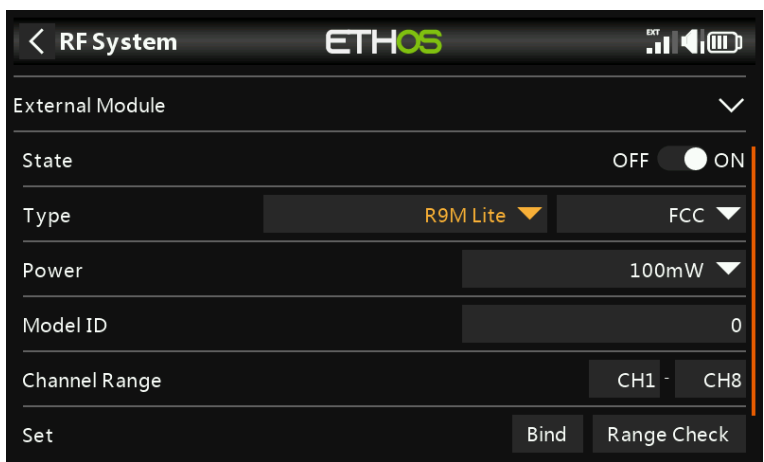 RF System ETHOS EXT
External Module
State OFF ON
Type R9M Lite FCC
Power 100mW
Model ID 0
Channel Range CH1 - CH8
Set Bind Range Check